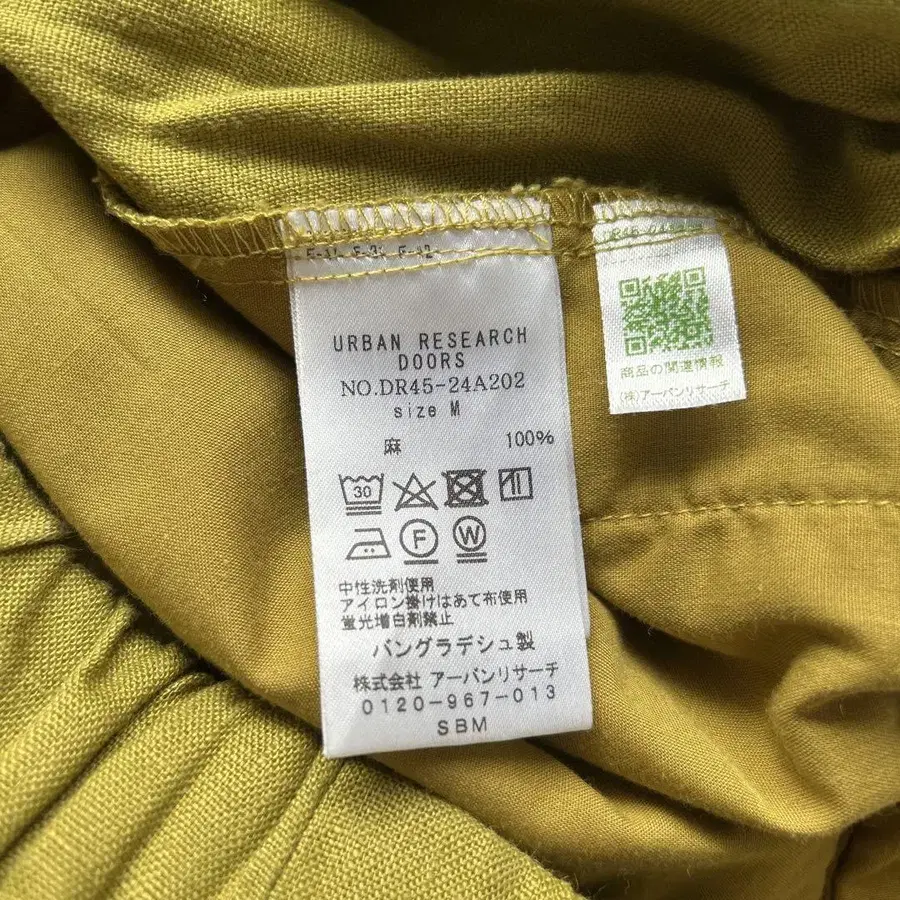 URBAN RESEARCH
DOORS
NO.DR45-24A202
size M
麻 100%
30
F W
中性洗剤使用
アイロン掛けはあて布使用
蛍光増白剤禁止
バングラデシュ製
株式会社 アーバンリサーチ
0120-967-013
SBM
商品の関連情報
(株)アーバンリサーチ